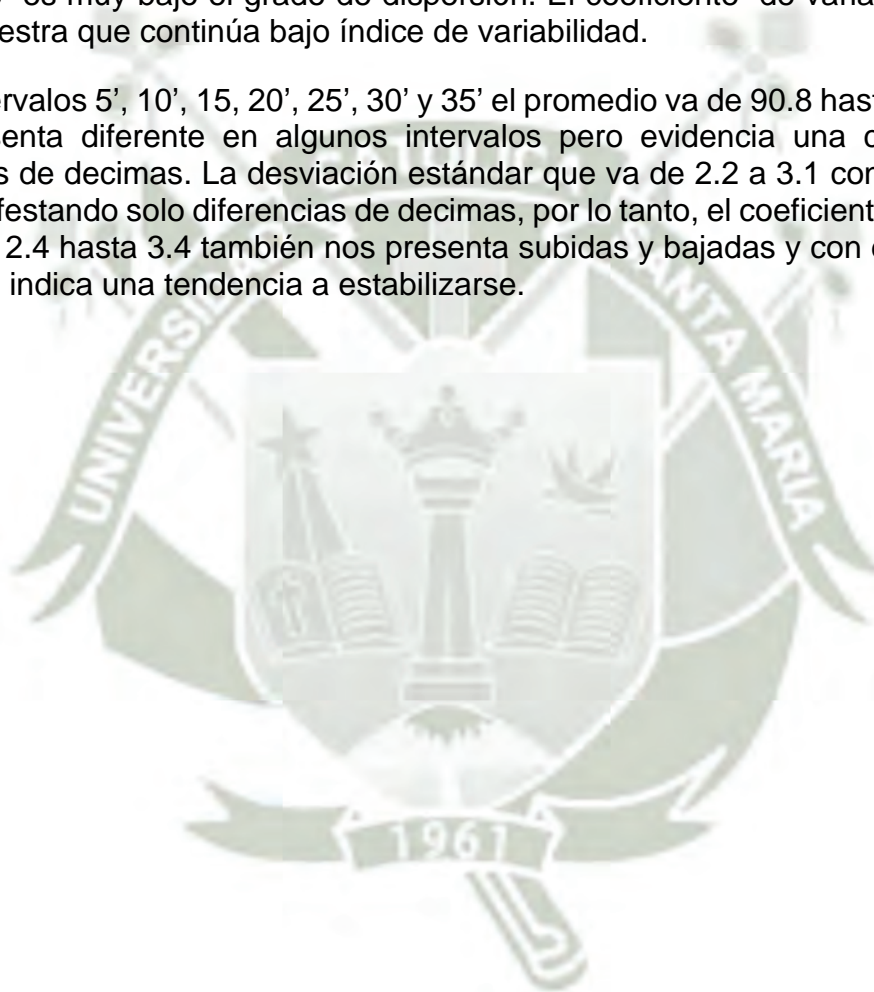 es muy bajo el grado de dispersión. El coeficiente de varia
estra que continúa bajo índice de variabilidad.
rvalos 5’, 10’, 15, 20’, 25’, 30’ y 35’ el promedio va de 90.8 hast
senta diferente en algunos intervalos pero evidencia una
s de decimas. La desviación estándar que va de 2.2 a 3.1 con
festando solo diferencias de decimas, por lo tanto, el coeficient
2.4 hasta 3.4 también nos presenta subidas y bajadas y con
indica una tendencia a estabilizarse.
UNIVERSI
SANTA MARIA
1961